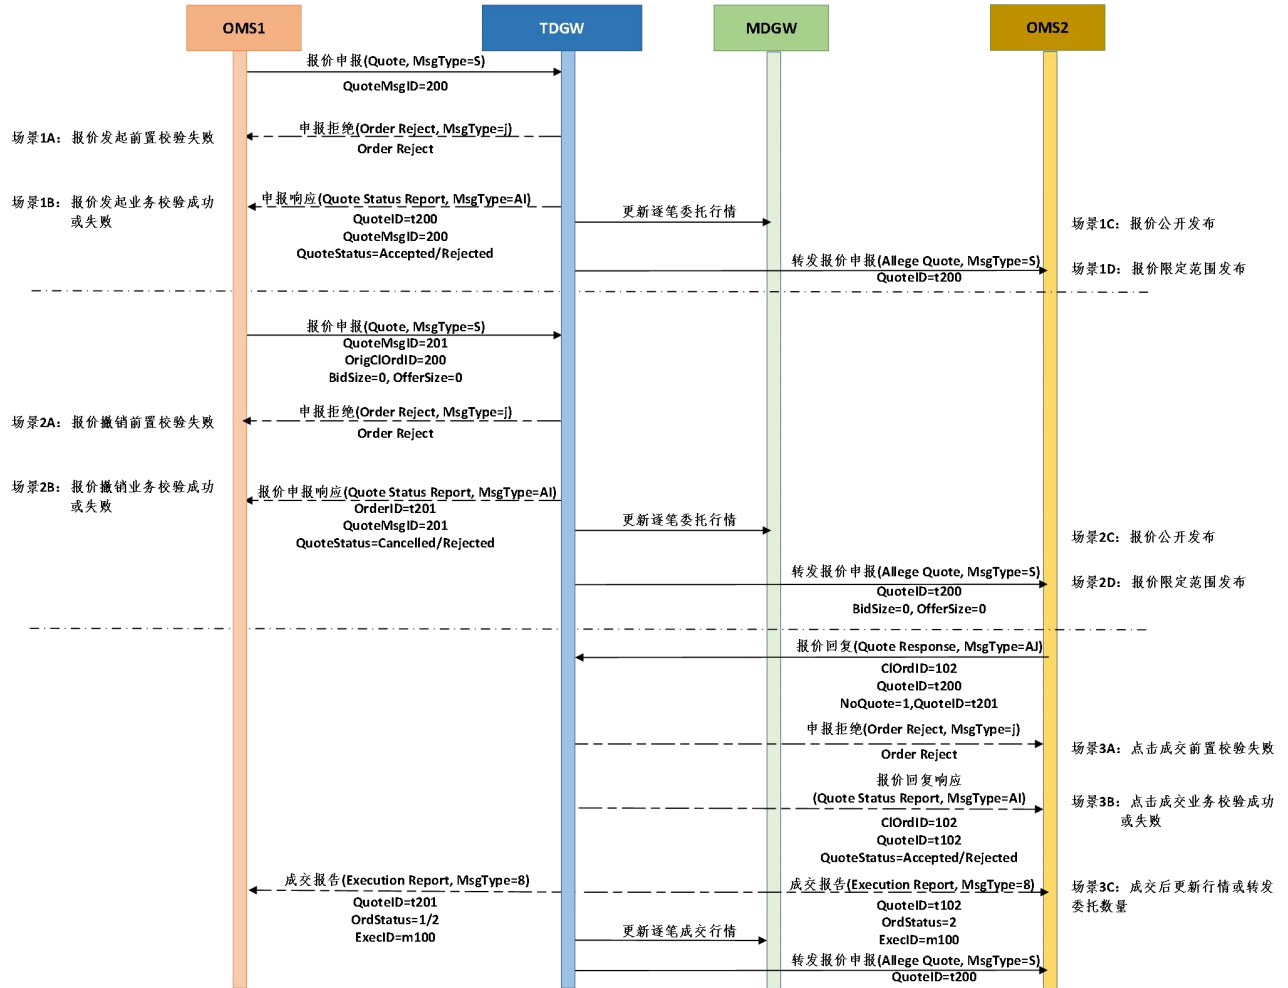 OMS1
TDGW
MDGW
OMS2
报价申报(Quote, MsgType=S)
QuoteMsgID=200
场景1A：报价发起前置校验失败
申报拒绝(Order Reject, MsgType=j)
Order Reject
场景1B：报价发起业务校验成功
或失败
申报响应(Quote Status Report, MsgType=AI)
QuoteID=t200
QuoteMsgID=200
QuoteStatus=Accepted/Rejected
更新逐笔委托行情
场景1C：报价公开发布
转发报价申报(Allege Quote, MsgType=S)
QuoteID=t200
场景1D：报价限定范围发布
报价申报(Quote, MsgType=S)
QuoteMsgID=201
OrigClOrdID=200
BidSize=0, OfferSize=0
场景2A：报价撤销前置校验失败
申报拒绝(Order Reject, MsgType=j)
Order Reject
场景2B：报价撤销业务校验成功
或失败
报价申报响应(Quote Status Report, MsgType=AI)
OrderID=t201
QuoteMsgID=201
QuoteStatus=Cancelled/Rejected
更新逐笔委托行情
场景2C：报价公开发布
转发报价申报(Allege Quote, MsgType=S)
QuoteID=t200
BidSize=0, OfferSize=0
场景2D：报价限定范围发布
报价回复(Quote Response, MsgType=AJ)
ClOrdID=102
QuoteID=t200
NoQuote=1,QuoteID=t201
申报拒绝(Order Reject, MsgType=j)
Order Reject
场景3A：点击成交前置校验失败
报价回复响应
(Quote Status Report, MsgType=AI)
ClOrdID=102
QuoteID=t102
QuoteStatus=Accepted/Rejected
场景3B：点击成交业务校验成功
或失败
成交报告(Execution Report, MsgType=8)
QuoteID=t201
OrdStatus=1/2
ExecID=m100
成交报告(Execution Report, MsgType=8)
QuoteID=t102
OrdStatus=2
ExecID=m100
场景3C：成交后更新行情或转发
委托数量
更新逐笔成交行情
转发报价申报(Allege Quote, MsgType=S)
QuoteID=t200